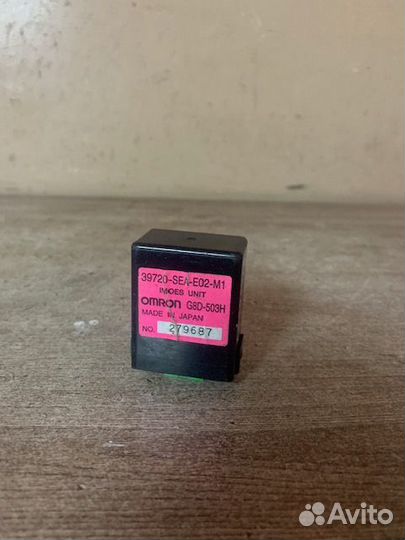 39720-SEA-E02-M1
IMOES UNIT
OMRON G8D-503H
MADE IN JAPAN
NO. 279687
Avito